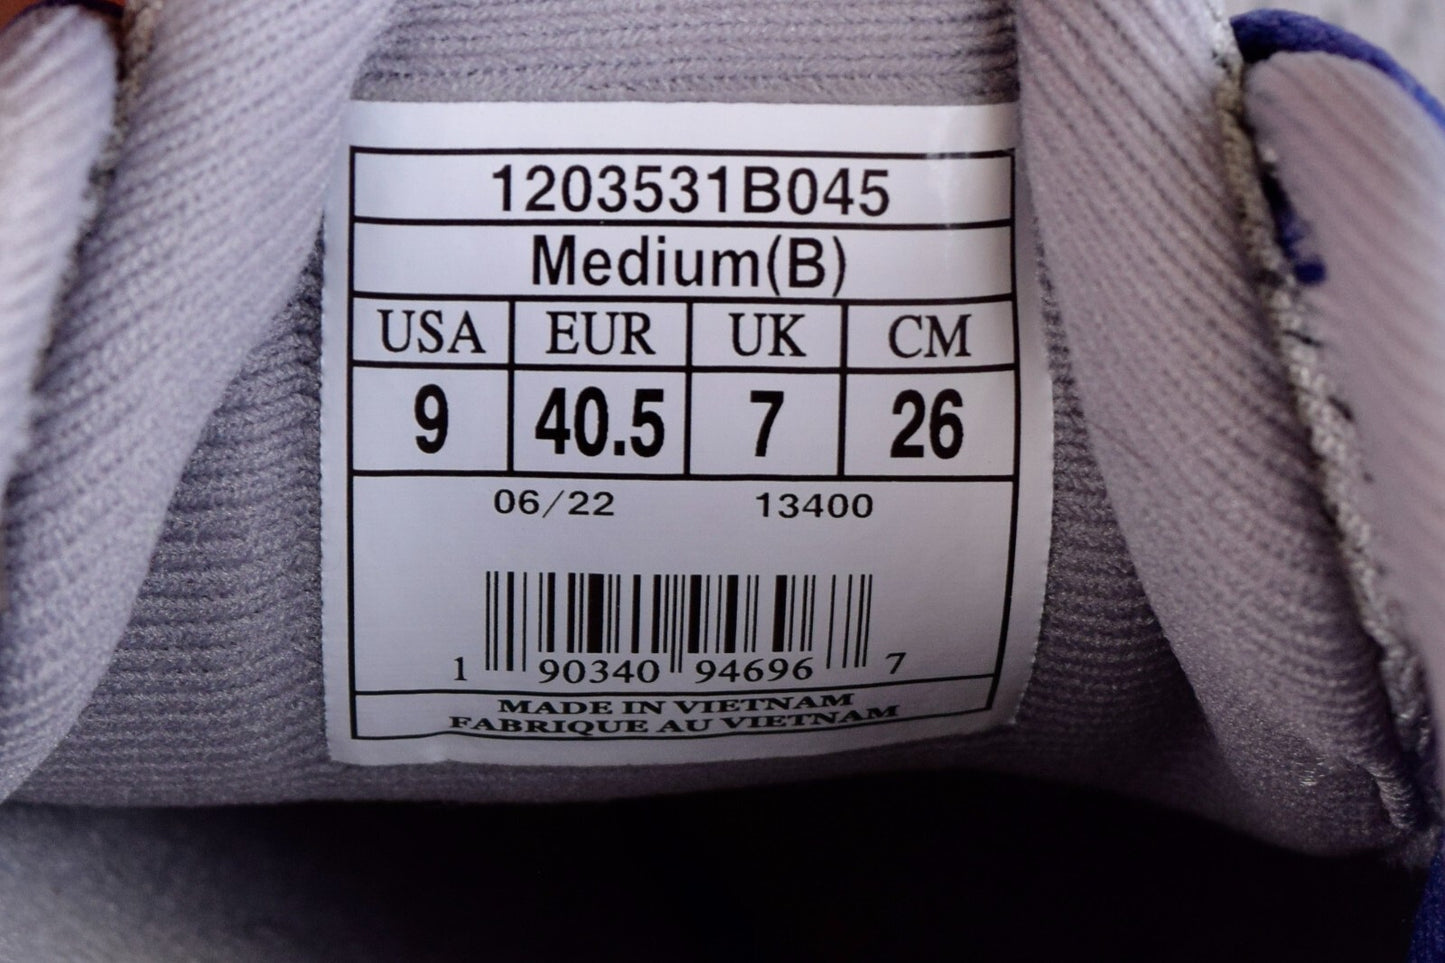 1203531B045
Medium(B)
USA EUR UK CM
9 40.5 7 26
06/22 13400
1 90340 94696 7
MADE IN VIETNAM
FABRIQUE AU VIETNAM